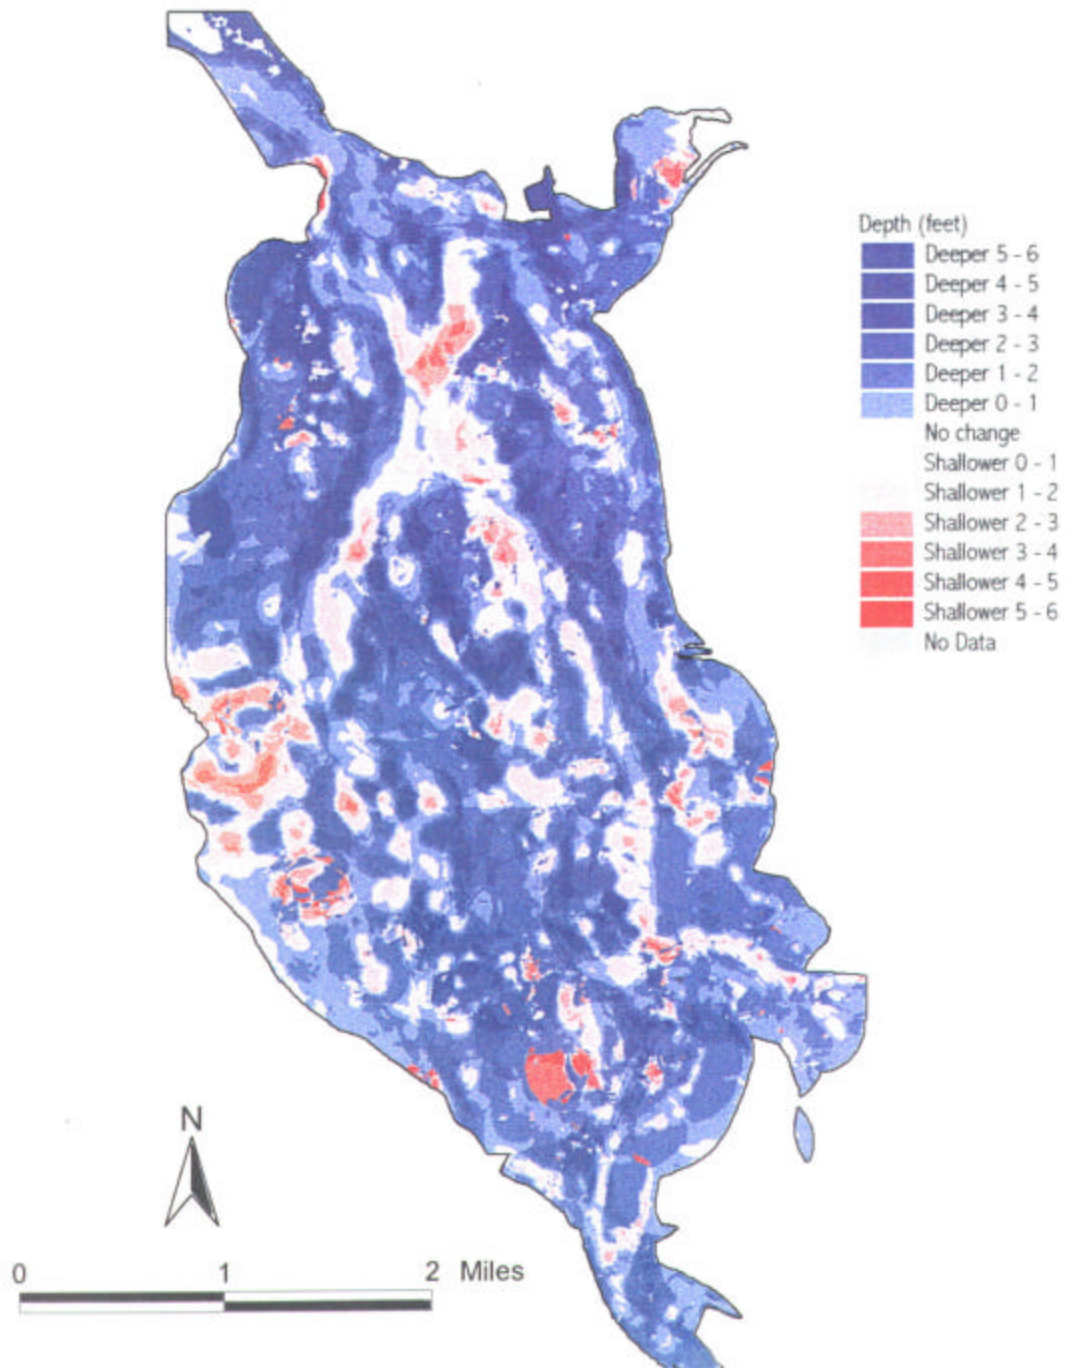 Depth (feet)
Deeper 5 - 6
Deeper 4 - 5
Deeper 3 - 4
Deeper 2 - 3
Deeper 1 - 2
Deeper 0 - 1
No change
Shallower 0 - 1
Shallower 1 - 2
Shallower 2 - 3
Shallower 3 - 4
Shallower 4 - 5
Shallower 5 - 6
No Data
N
0 1 2 Miles